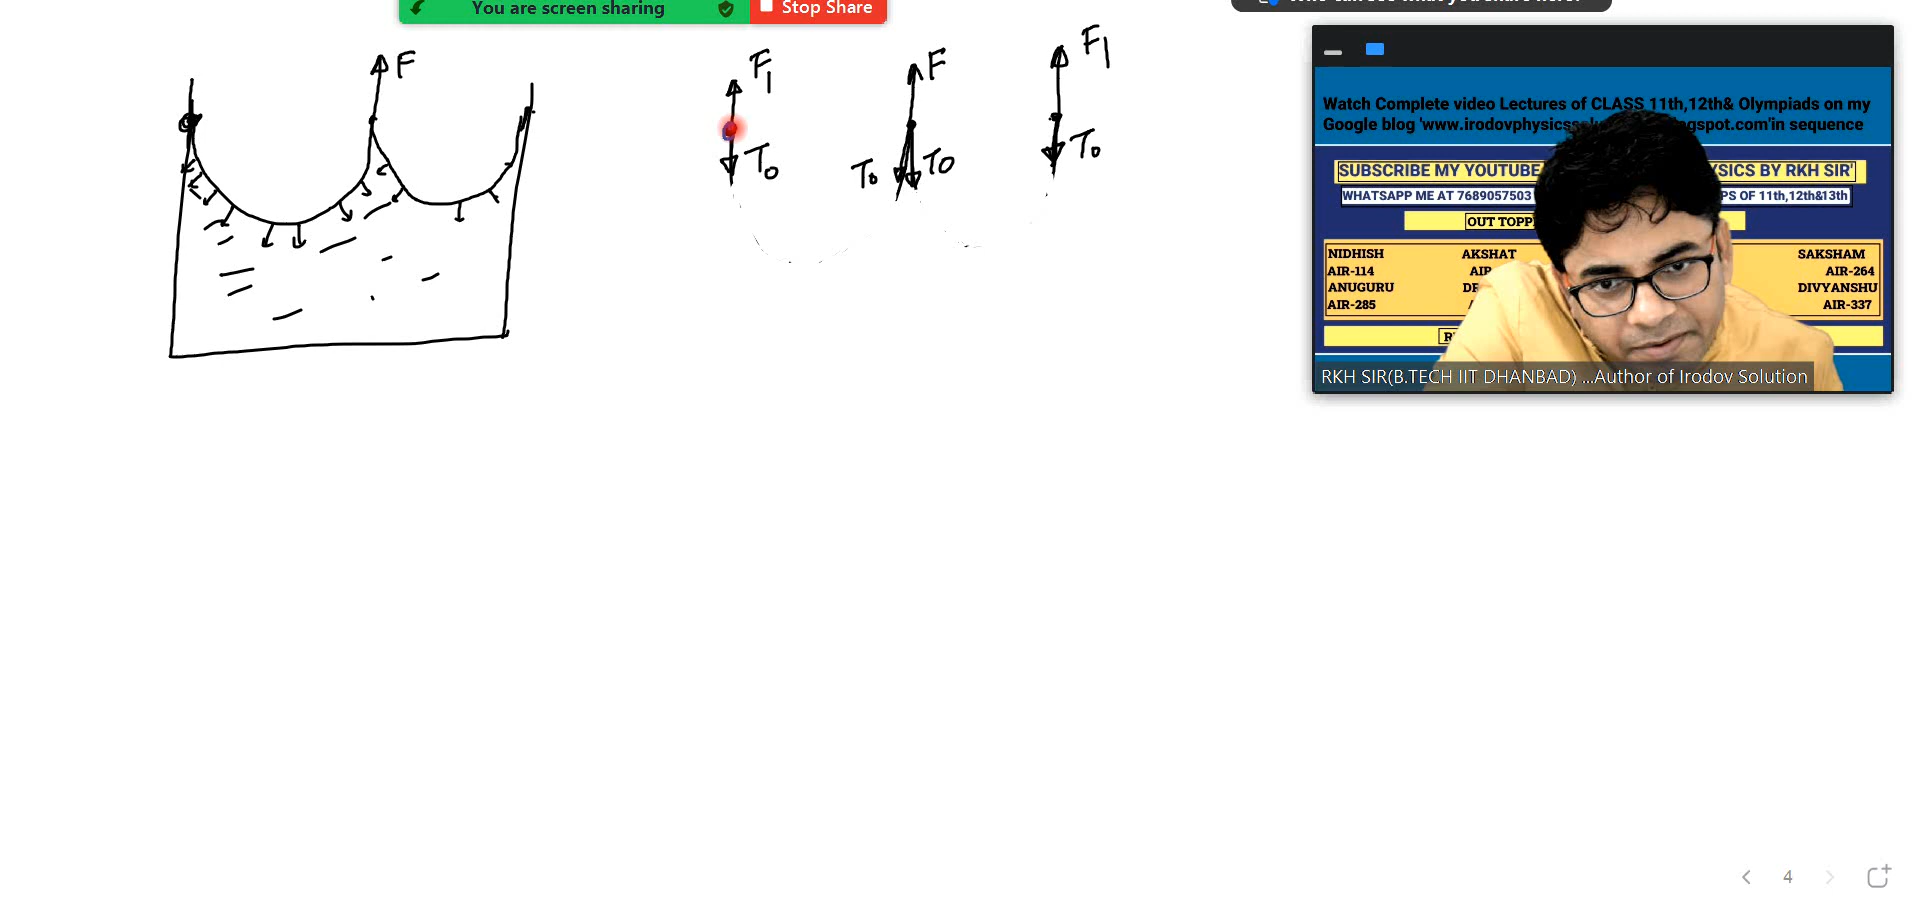 You are screen sharing
Stop Share
F
F1
T0
F
T0
T0
F1
T0
Watch Complete video Lectures of CLASS 11th,12th& Olympiads on my
Google blog 'www.irodovphysics
gspot.com'in sequence
SUBSCRIBE MY YOUTUBE
SICS BY RKH SIR'
WHATSAPP ME AT 7689057503
PS OF 11th,12th&13th
OUT TOPP
NIDHISH
AKSHAT
SAKSHAM
AIR-114
AIR
AIR-264
ANUGURU
DIVYANSHU
AIR-285
AIR-337
RKH SIR(B.TECH IIT DHANBAD) ...Author of Irodov Solution
4